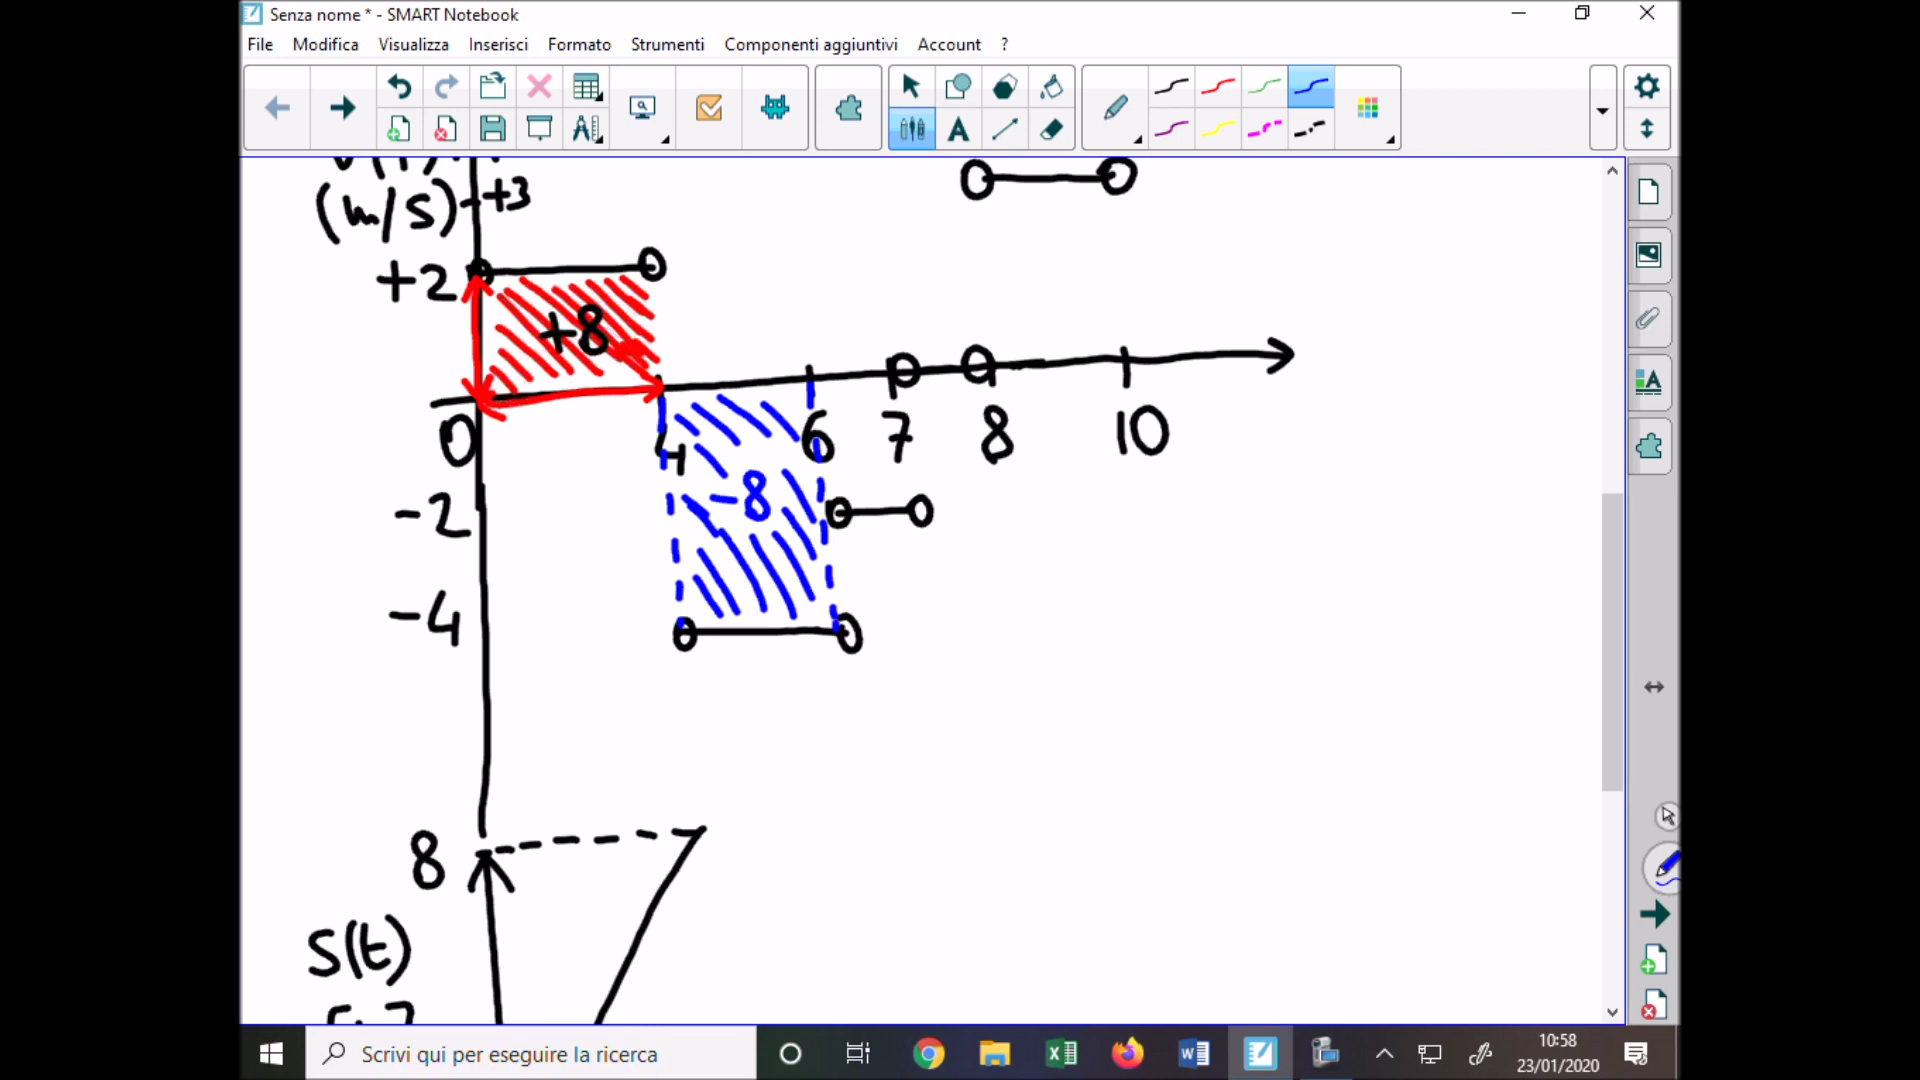 Senza nome * - SMART Notebook
File Modifica Visualizza Inserisci Formato Strumenti Componenti aggiuntivi Account ?
(m/s) +3
+2
+8
0 4 6 7 8 10
-8
-2
-4
8
S(t)
Scrivi qui per eseguire la ricerca
10:58
23/01/2020